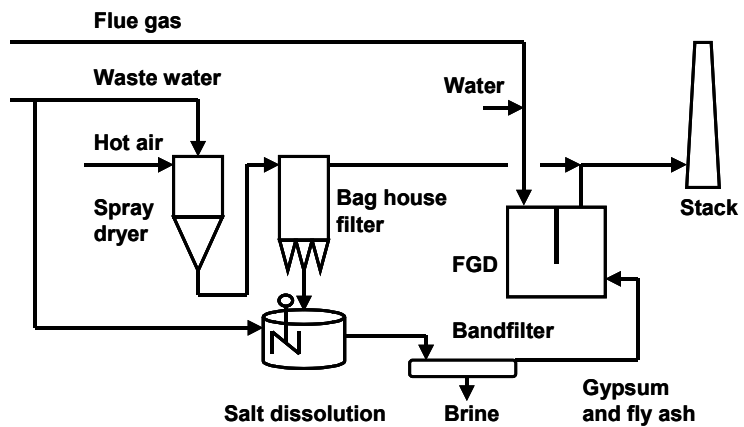 Flue gas
Waste water
Water
Hot air
Spray
dryer
Bag house
filter
FGD
Stack
Bandfilter
Salt dissolution
Brine
Gypsum
and fly ash